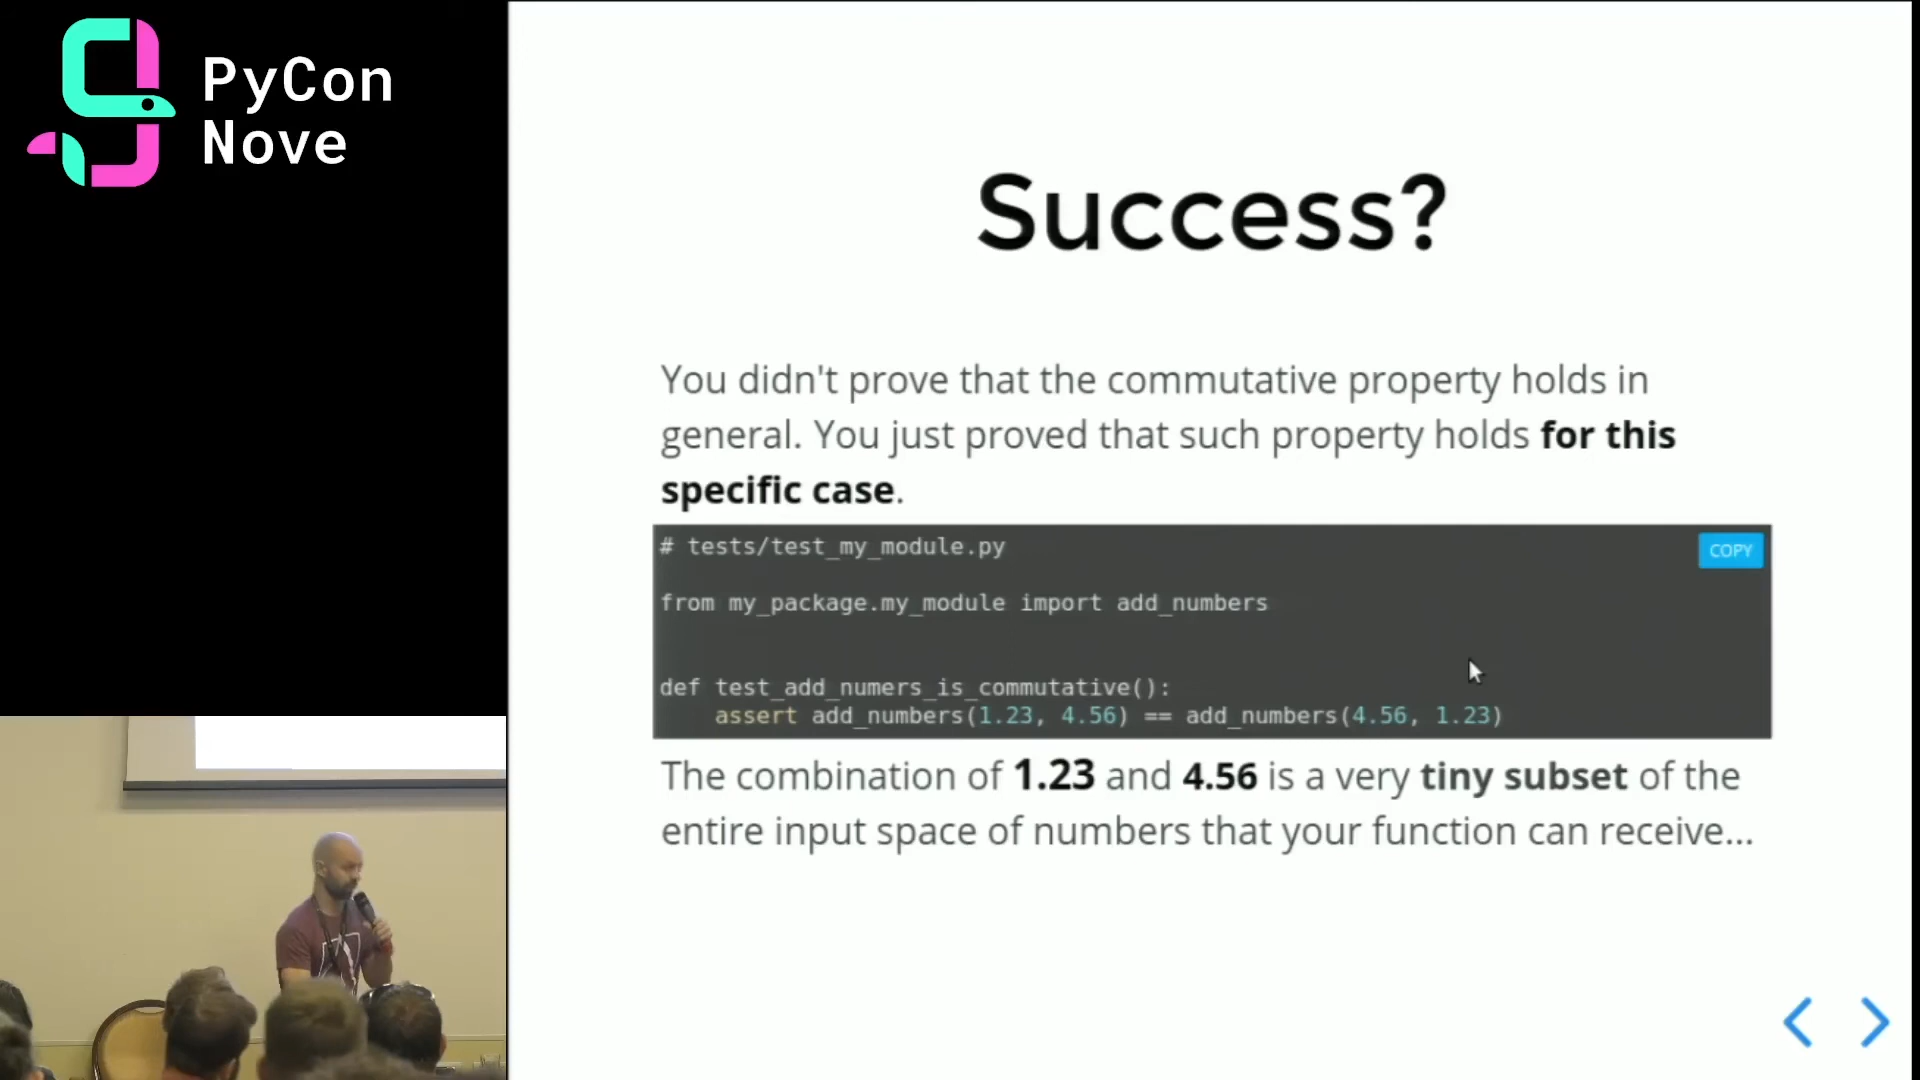 PyCon
Nove
Success?
You didn't prove that the commutative property holds in
general. You just proved that such property holds for this
specific case.
# tests/test_my_module.py
COPY
from my_package.my_module import add_numbers
def test_add_numers_is_commutative():
assert add_numbers(1.23, 4.56) == add_numbers(4.56, 1.23)
The combination of 1.23 and 4.56 is a very tiny subset of the
entire input space of numbers that your function can receive...